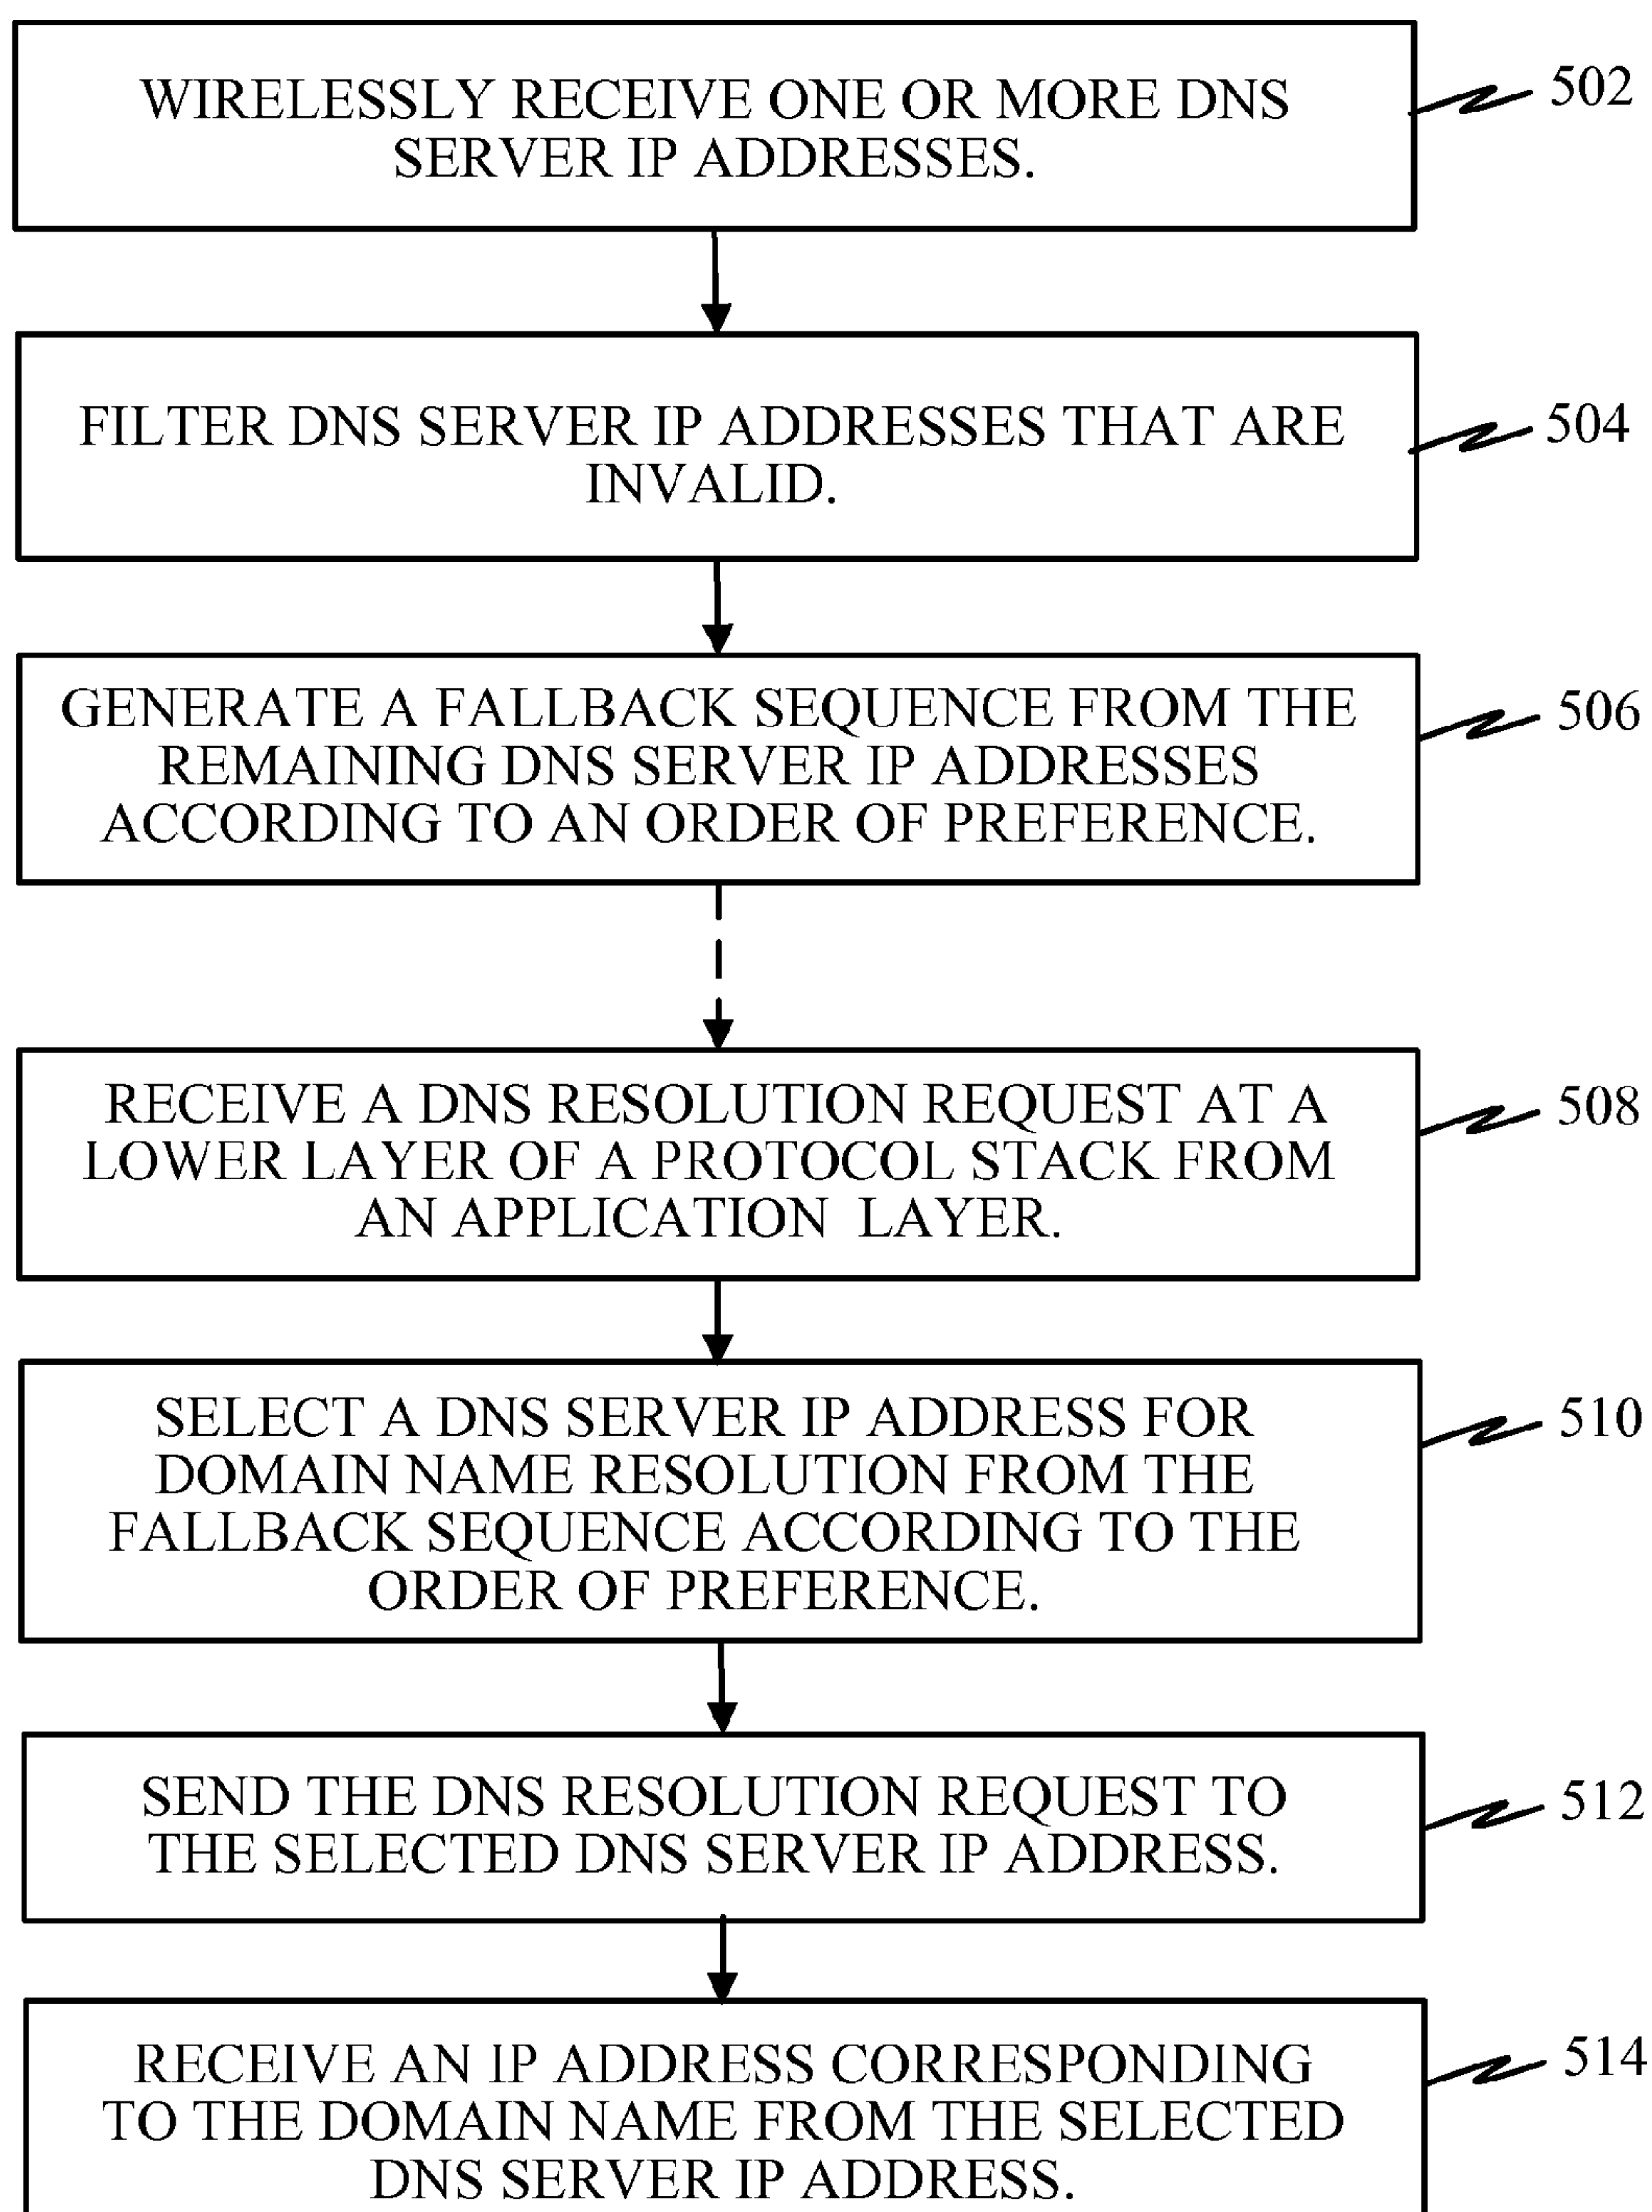 WIRELESSLY RECEIVE ONE OR MORE DNS
SERVER IP ADDRESSES.
502
FILTER DNS SERVER IP ADDRESSES THAT ARE
INVALID.
504
GENERATE A FALLBACK SEQUENCE FROM THE
REMAINING DNS SERVER IP ADDRESSES
ACCORDING TO AN ORDER OF PREFERENCE.
506
RECEIVE A DNS RESOLUTION REQUEST AT A
LOWER LAYER OF A PROTOCOL STACK FROM
AN APPLICATION LAYER.
508
SELECT A DNS SERVER IP ADDRESS FOR
DOMAIN NAME RESOLUTION FROM THE
FALLBACK SEQUENCE ACCORDING TO THE
ORDER OF PREFERENCE.
510
SEND THE DNS RESOLUTION REQUEST TO
THE SELECTED DNS SERVER IP ADDRESS.
512
RECEIVE AN IP ADDRESS CORRESPONDING
TO THE DOMAIN NAME FROM THE SELECTED
DNS SERVER IP ADDRESS.
514